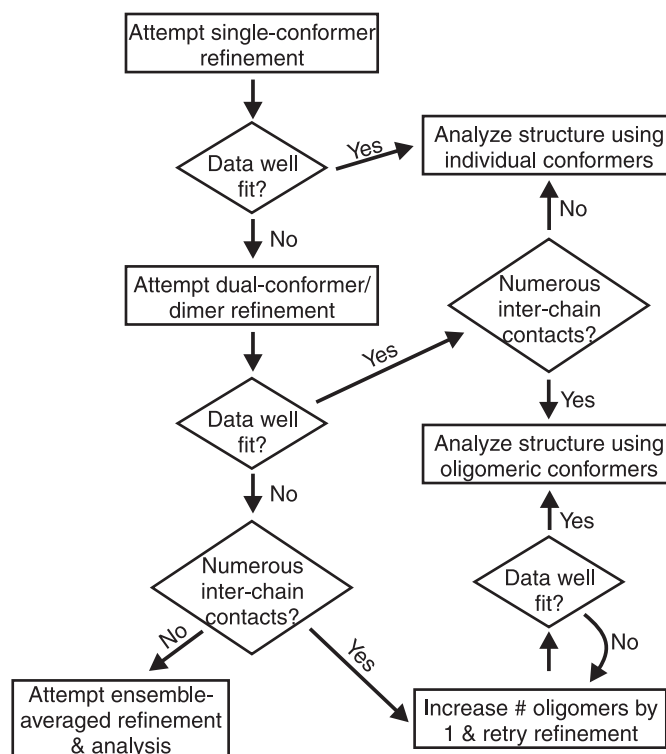 Attempt single-conformer
refinement
Data well
fit?
Yes
Analyze structure using
individual conformers
No
No
Attempt dual-conformer/
dimer refinement
Numerous
inter-chain
contacts?
Yes
Yes
Data well
fit?
Analyze structure using
oligomeric conformers
No
Yes
Numerous
inter-chain
contacts?
Data well
fit?
No
No
Yes
Attempt ensemble-
averaged refinement
& analysis
Increase # oligomers by
1 & retry refinement